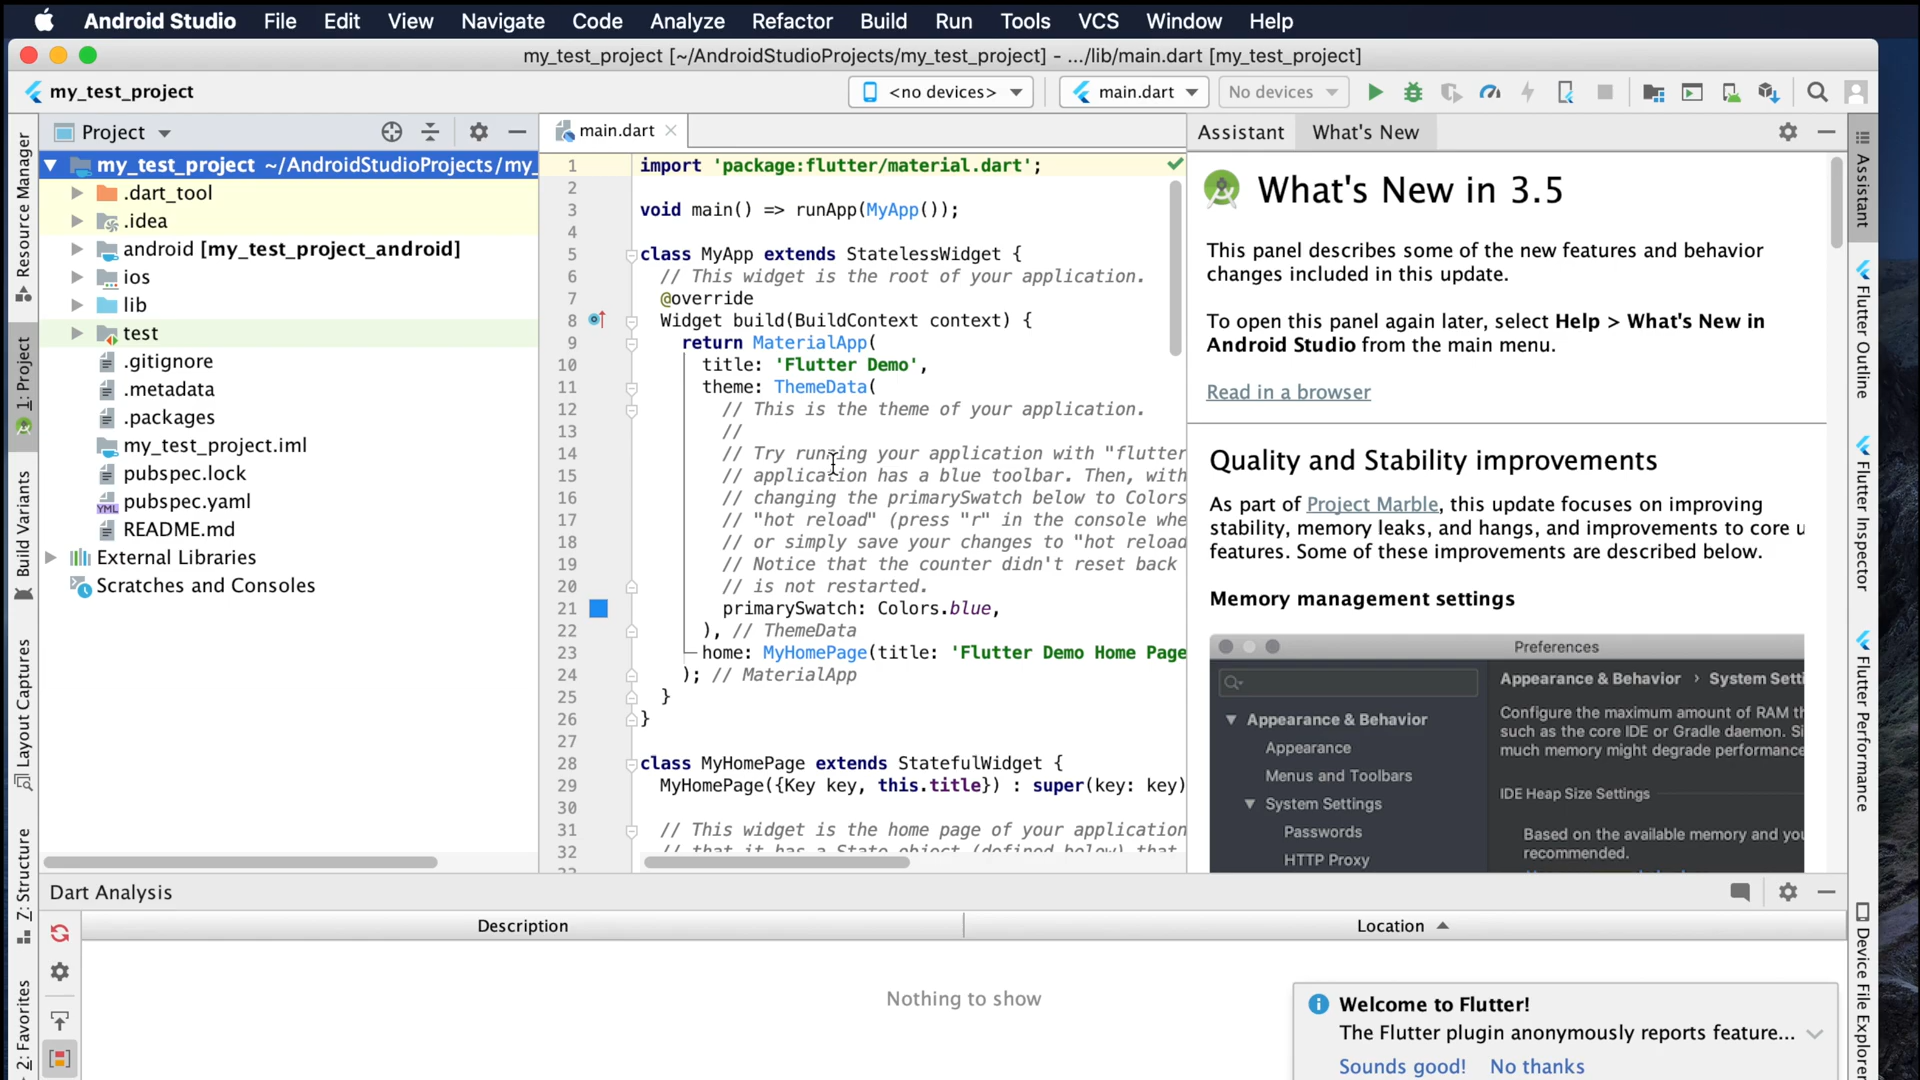 Android Studio File Edit View Navigate Code Analyze Refactor Build Run Tools VCS Window Help
my_test_project [~/AndroidStudioProjects/my_test_project] - .../lib/main.dart [my_test_project]
my_test_project
<no devices>
main.dart
No devices
Project
main.dart
Assistant
What's New
Resource Manager
1: Project
Build Variants
Layout Captures
Z: Structure
2: Favorites
my_test_project ~/AndroidStudioProjects/my_
.dart_tool
.idea
android [my_test_project_android]
ios
lib
test
.gitignore
.metadata
.packages
my_test_project.iml
pubspec.lock
YML pubspec.yaml
README.md
External Libraries
Scratches and Consoles
1 import 'package:flutter/material.dart';
2
3 void main() => runApp(MyApp());
4
5 class MyApp extends StatelessWidget {
6 // This widget is the root of your application.
7 @override
8 Widget build(BuildContext context) {
9 return MaterialApp(
10 title: 'Flutter Demo',
11 theme: ThemeData(
12 // This is the theme of your application.
13 //
14 // Try running your application with "flutter
15 // application has a blue toolbar. Then, with
16 // changing the primarySwatch below to Colors
17 // "hot reload" (press "r" in the console whe
18 // or simply save your changes to "hot reload
19 // Notice that the counter didn't reset back
20 // is not restarted.
21 primarySwatch: Colors.blue,
22 ), // ThemeData
23 home: MyHomePage(title: 'Flutter Demo Home Page
24 ); // MaterialApp
25 }
26 }
27
28 class MyHomePage extends StatefulWidget {
29 MyHomePage({Key key, this.title}) : super(key: key)
30
31 // This widget is the home page of your application
32 // that it has a State object (defined below) that
What's New in 3.5
This panel describes some of the new features and behavior
changes included in this update.
To open this panel again later, select Help > What's New in
Android Studio from the main menu.
Read in a browser
Quality and Stability improvements
As part of Project Marble, this update focuses on improving
stability, memory leaks, and hangs, and improvements to core u
features. Some of these improvements are described below.
Memory management settings
Preferences
Appearance & Behavior
Appearance
Menus and Toolbars
System Settings
Passwords
HTTP Proxy
Appearance & Behavior › System Setti
Configure the maximum amount of RAM th
such as the core IDE or Gradle daemon. Si
much memory might degrade performance
IDE Heap Size Settings
Based on the available memory and you
recommended.
Assistant
Flutter Outline
Flutter Inspector
Flutter Performance
Device File Explorer
Dart Analysis
Description
Location
Nothing to show
Welcome to Flutter!
The Flutter plugin anonymously reports feature...
Sounds good! No thanks